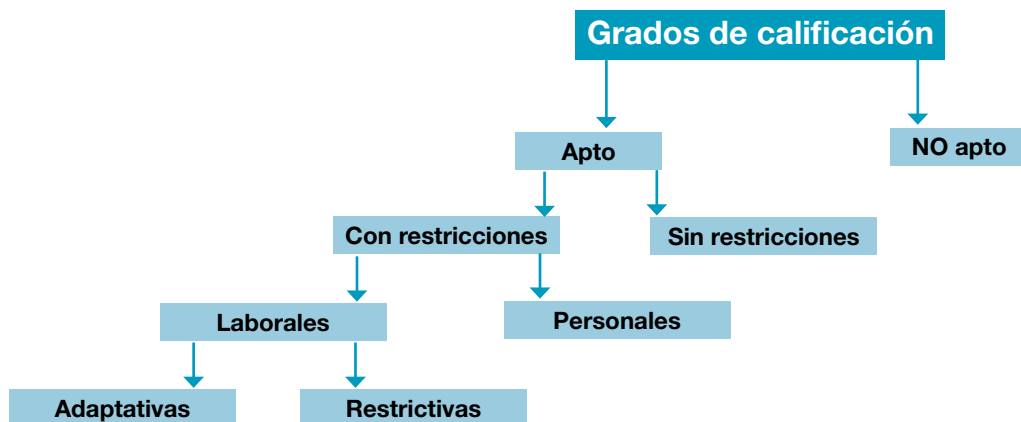 Grados de calificación
NO apto
Apto
Con restricciones
Sin restricciones
Laborales
Personales
Adaptativas
Restrictivas